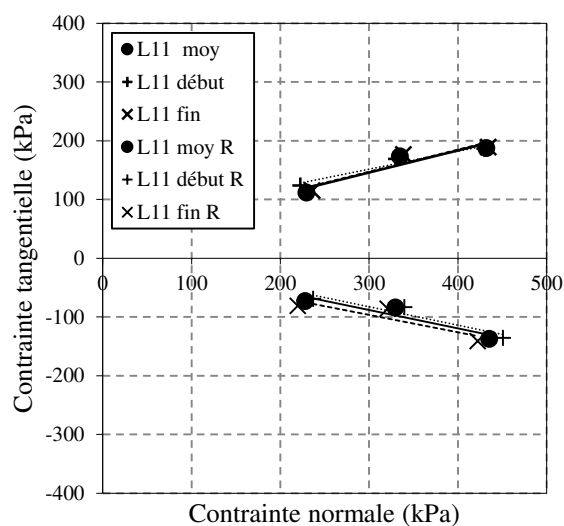 400
300
200
100
0
-100
-200
-300
-400
0 100 200 300 400 500
L11 moy
L11 début
L11 fin
L11 moy R
L11 début R
L11 fin R
Contrainte tangentielle (kPa)
Contrainte normale (kPa)